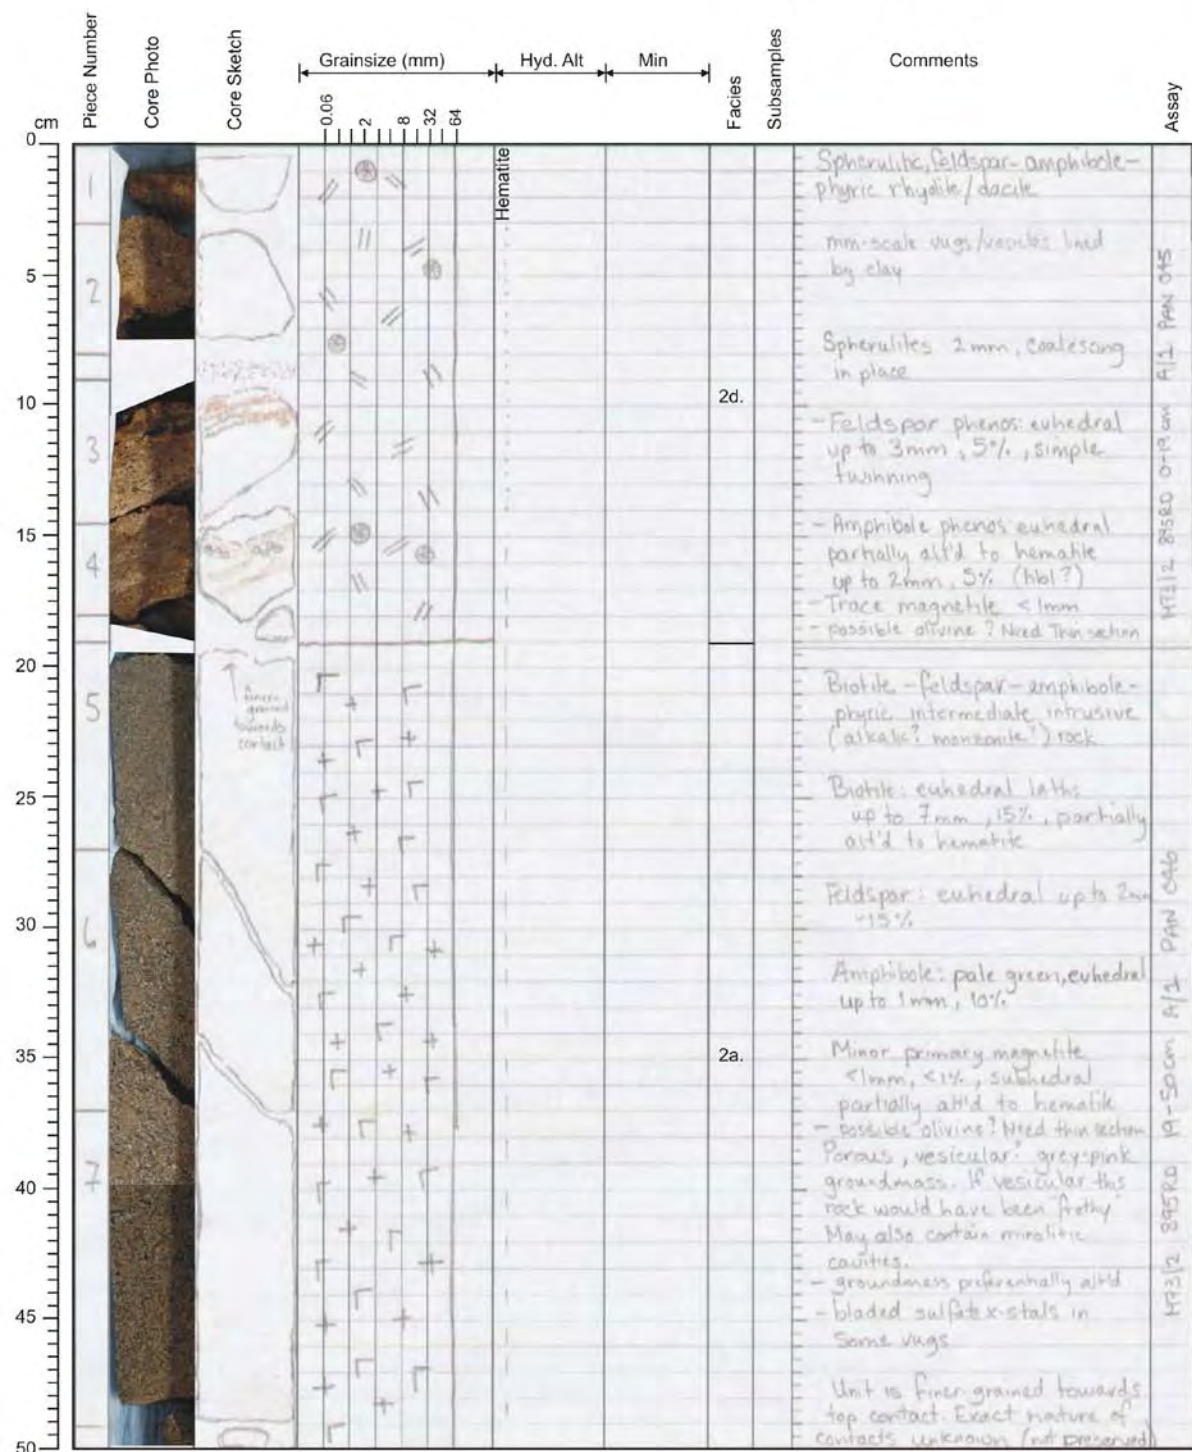 Piece Number
Core Photo
Core Sketch
Grainsize (mm)
Hyd. Alt
Min
Facies
Subsamples
Comments
Assay
0.06
2
8
32
64
cm
0
5
10
15
20
25
30
35
40
45
50
1
2
3
4
5
6
7
finer-
grained
towards
contact
Hematite
2d.
2a.
Spherulitic, feldspar-amphibole-
phyric rhyolite/dacite
mm-scale vugs/vesicles lined
by clay
Spherulites 2mm, coalescing
in place
- Feldspar phenos: euhedral
up to 3mm, 5%, simple
twinning
- Amphibole phenos euhedral
partially alt'd to hematite
up to 2mm, 5% (hbl?)
- Trace magnetite <1mm
- possible olivine? Need Thin section
Biotite-feldspar-amphibole-
phyric intermediate intrusive
(alkalic? monzonite?) rock
Biotite: euhedral laths
up to 7mm, 15%, partially
alt'd to hematite
Feldspar: euhedral up to 2mm
~15%
Amphibole: pale green, euhedral
up to 1mm, 10%
Minor primary magnetite
<1mm, <1%, subhedral
partially alt'd to hematite
- possible olivine? Need thin section
Porous, vesicular? grey-pink
groundmass. If vesicular this
rock would have been frothy
May also contain miralitic
cavities.
- groundmass preferentially alt'd
- bladed sulfate x-stals in
some vugs
Unit is finer-grained towards
top contact. Exact nature of
contacts unknown (not preserved)
M73/2 895RD 0-19cm A/1 PAN 045
M73/2 895RD 19-50cm A/1 PAN 046